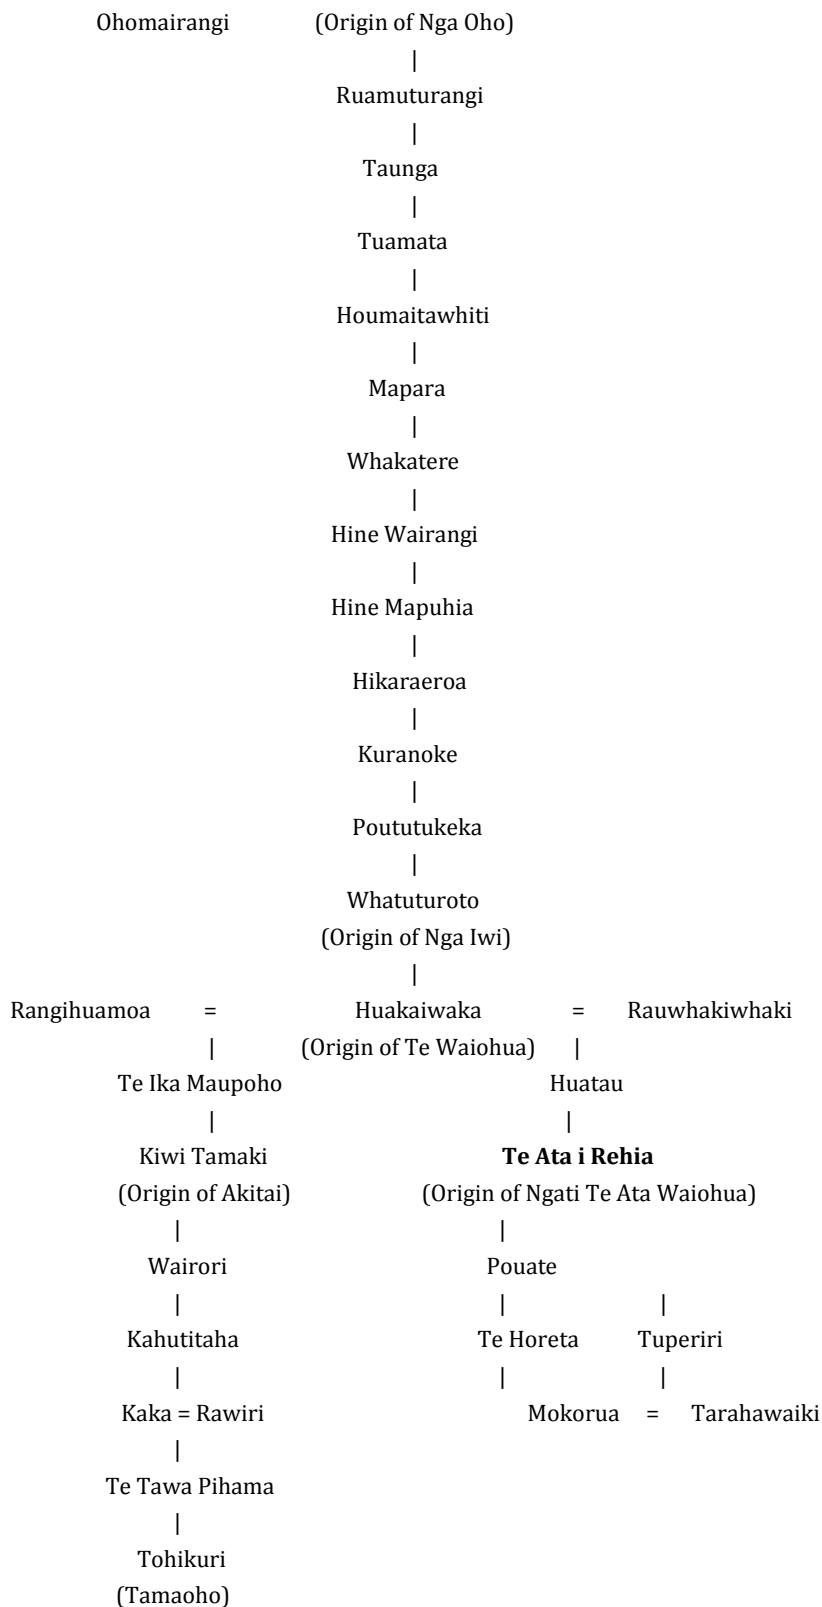 Ohomairangi (Origin of Nga Oho)
|
Ruamuturangi
|
Taunga
|
Tuamata
|
Houmaitawhiti
|
Mapara
|
Whakatere
|
Hine Wairangi
|
Hine Mapuhia
|
Hikaraeroa
|
Kuranoke
|
Poututukeka
|
Whatuturoto
(Origin of Nga Iwi)
|
Rangihuamoa = Huakaiwaka = Rauwhakiwhaki
| (Origin of Te Waiohua) |
Te Ika Maupoho Huatau
| |
Kiwi Tamaki Te Ata i Rehia
(Origin of Akitai) (Origin of Ngati Te Ata Waiohua)
| |
Wairori Pouate
| | |
Kahutitaha Te Horeta Tuperiri
| | |
Kaka = Rawiri Mokorua = Tarahawaiki
|
Te Tawa Pihama
|
Tohikuri
(Tamaoho)